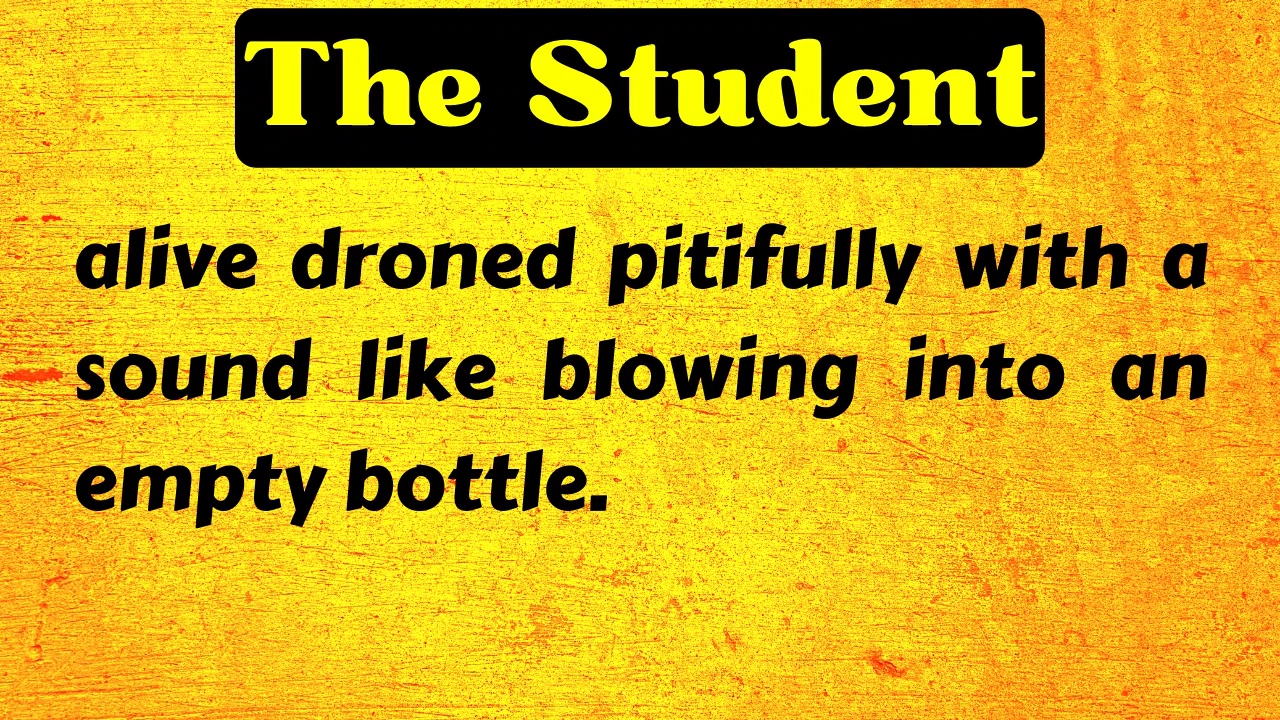 The Student
alive droned pitifully with a
sound like blowing into an
empty bottle.